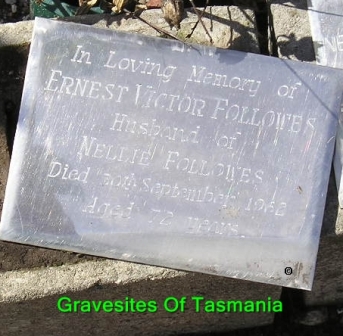 In Loving Memory of
ERNEST VICTOR FOLLOWES
Husband of
NELLIE FOLLOWES
Died September
Aged 72 years.
©
Gravesites Of Tasmania